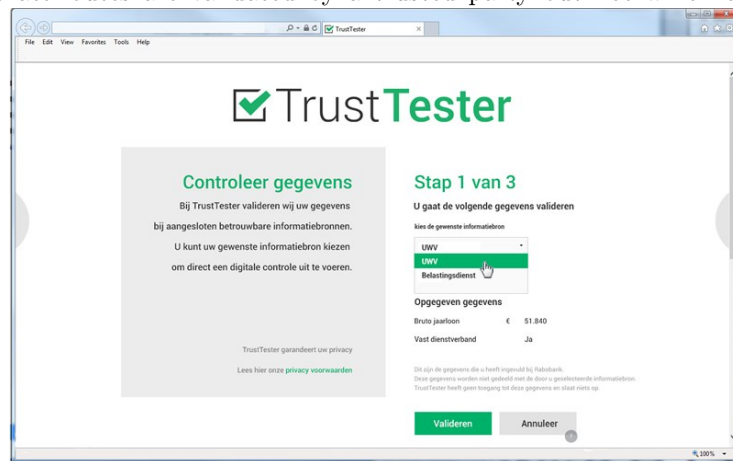 TrustTester
File Edit View Favorites Tools Help
TrustTester
Controleer gegevens
Bij TrustTester valideren wij uw gegevens
bij aangesloten betrouwbare informatiebronnen.
U kunt uw gewenste informatiebron kiezen
om direct een digitale controle uit te voeren.
TrustTester garandeert uw privacy
Lees hier onze privacy voorwaarden
Stap 1 van 3
U gaat de volgende gegevens valideren
kies de gewenste informatiebron
UWV
UWV
Belastingsdienst
Opgegeven gegevens
Bruto jaarloon € 51.840
Vast dienstverband Ja
Dit zijn de gegevens die u heeft ingevuld bij Rabobank.
Deze gegevens worden niet gedeeld met de door u geselecteerde informatiebron.
TrustTester heeft geen toegang tot deze gegevens en slaat niets op.
Valideren Annuleer
100%